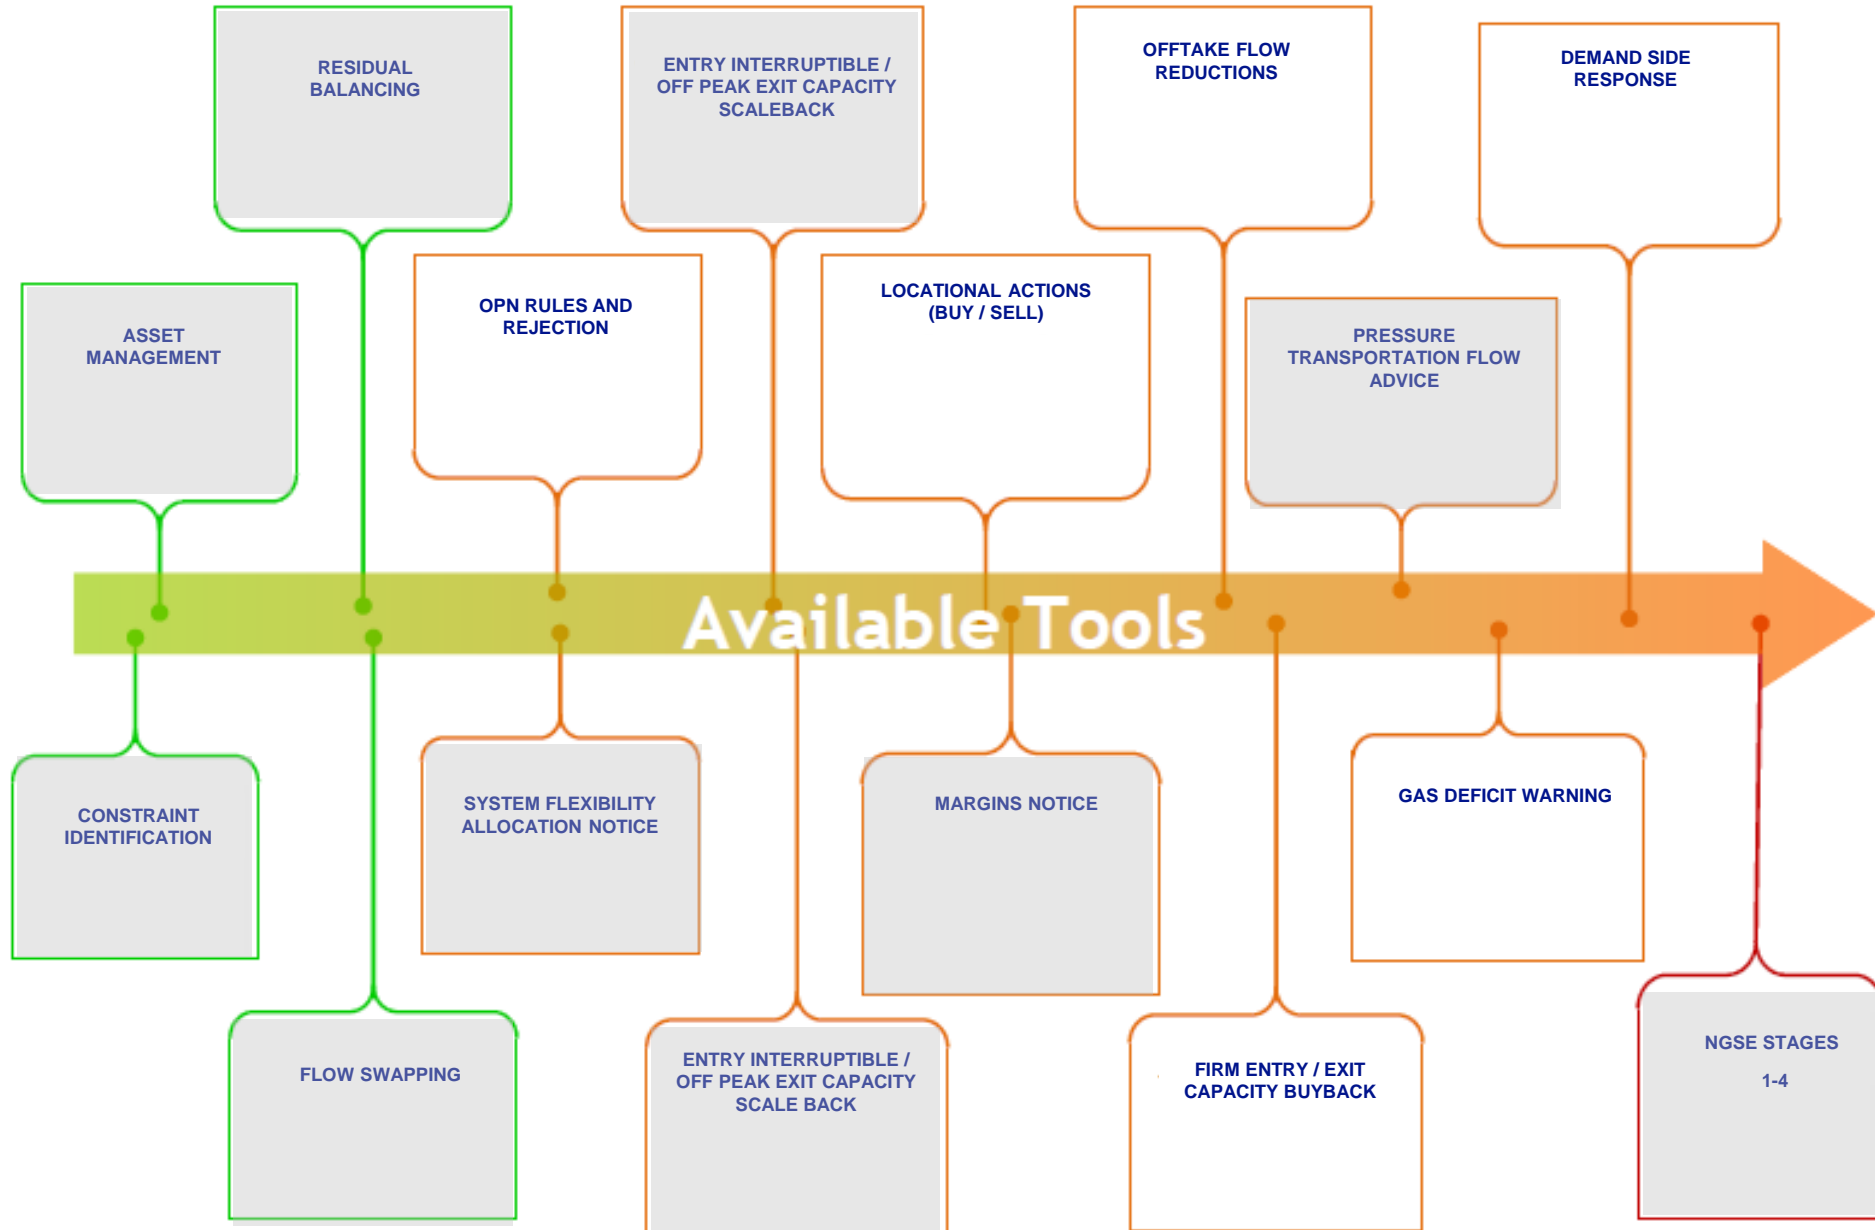 RESIDUAL
BALANCING
ENTRY INTERRUPTIBLE /
OFF PEAK EXIT CAPACITY
SCALEBACK
OFFTAKE FLOW
REDUCTIONS
DEMAND SIDE
RESPONSE
ASSET
MANAGEMENT
OPN RULES AND
REJECTION
LOCATIONAL ACTIONS
(BUY / SELL)
PRESSURE
TRANSPORTATION FLOW
ADVICE
Available Tools
CONSTRAINT
IDENTIFICATION
SYSTEM FLEXIBILITY
ALLOCATION NOTICE
MARGINS NOTICE
GAS DEFICIT WARNING
FLOW SWAPPING
ENTRY INTERRUPTIBLE /
OFF PEAK EXIT CAPACITY
SCALE BACK
FIRM ENTRY / EXIT
CAPACITY BUYBACK
NGSE STAGES
1-4